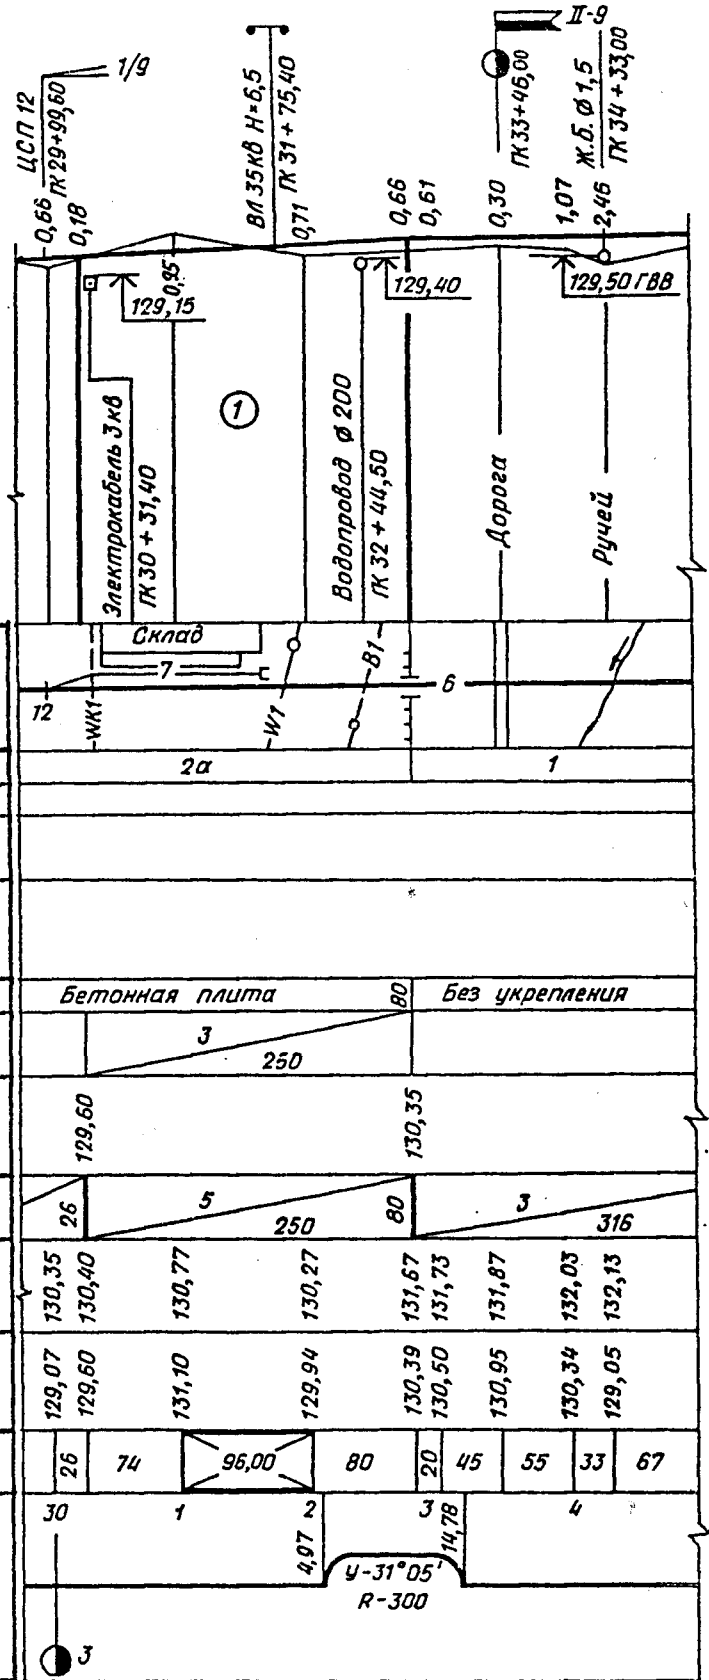 II-9
1/9
ЦСП 12
ПК 29+99,60
ВЛ 35кв Н=6,5
ПК 31+75,40
ПК 33+46,00
Ж.Б. ϕ 1,5
ПК 34+33,00
0,66
0,18
0,95
0,71
0,66
0,61
0,30
1,07
2,46
129,15
129,40
129,50 ГВВ
1
Электрокабель 3 кв
ПК 30 + 31,40
Водопровод ϕ 200
ПК 32 + 44,50
Дорога
Ручей
Склад
7
12
WK1
W1
В1
6
2а
1
Бетонная плита
80
Без укрепления
3
250
129,60
130,35
26
5
250
80
3
316
130,35
130,40
130,77
130,27
131,67
131,73
131,87
132,03
132,13
129,07
129,60
131,10
129,94
130,39
130,50
130,95
130,34
129,05
26
74
96,00
80
20
45
55
33
67
30
1
2
3
4
4,97
14,78
У-31°05'
R-300
3